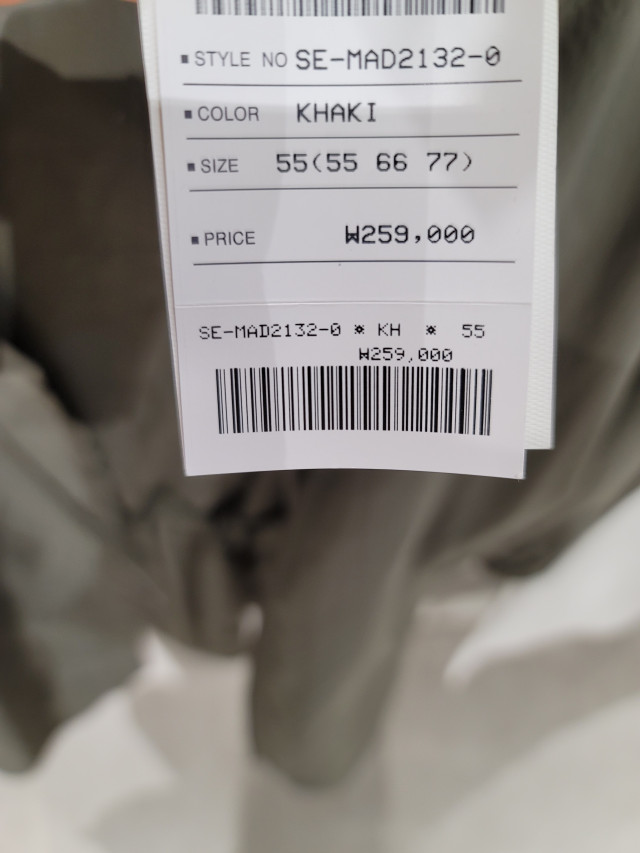 ▪STYLE NO SE-MAD2132-0
▪COLOR KHAKI
▪SIZE 55(55 66 77)
▪PRICE ₩259,000
SE-MAD2132-0 ※ KH ※ 55
₩259,000